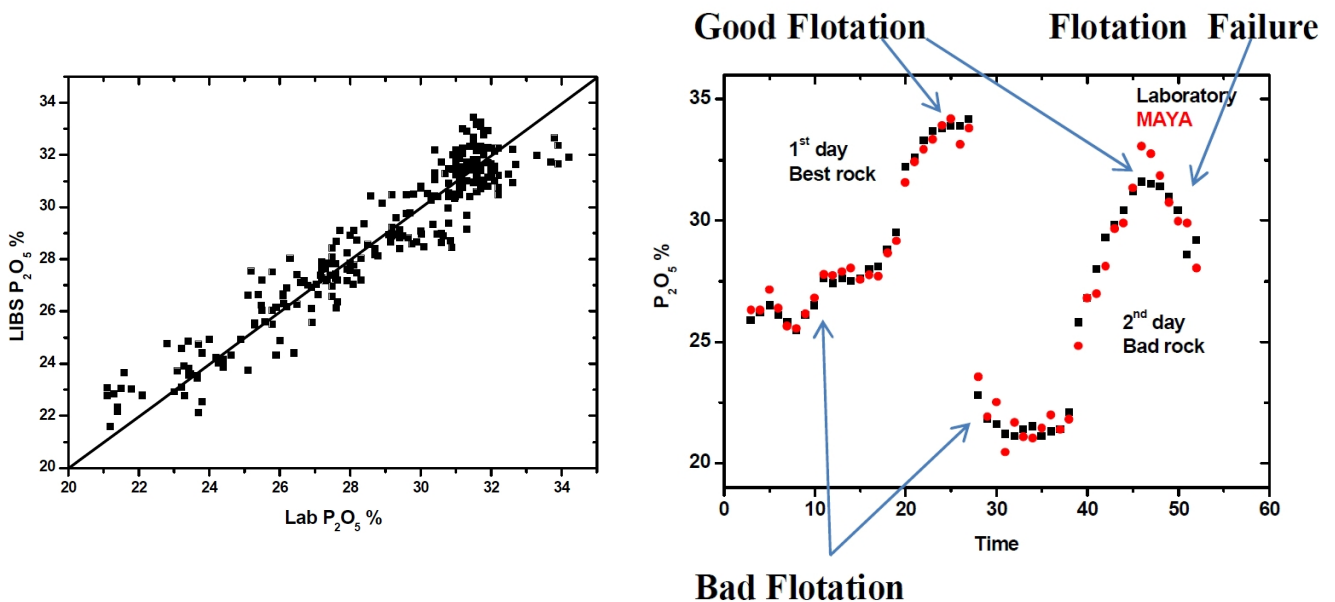 Good Flotation
Flotation Failure
35
34
32
30
28
26
24
22
20
LIBS P₂O₅ %
20
22
24
26
28
30
32
34
Lab P₂O₅ %
35
30
25
20
P₂O₅ %
1ˢᵗ day
Best rock
Laboratory
MAYA
2ⁿᵈ day
Bad rock
0
10
20
30
40
50
60
Time
Bad Flotation